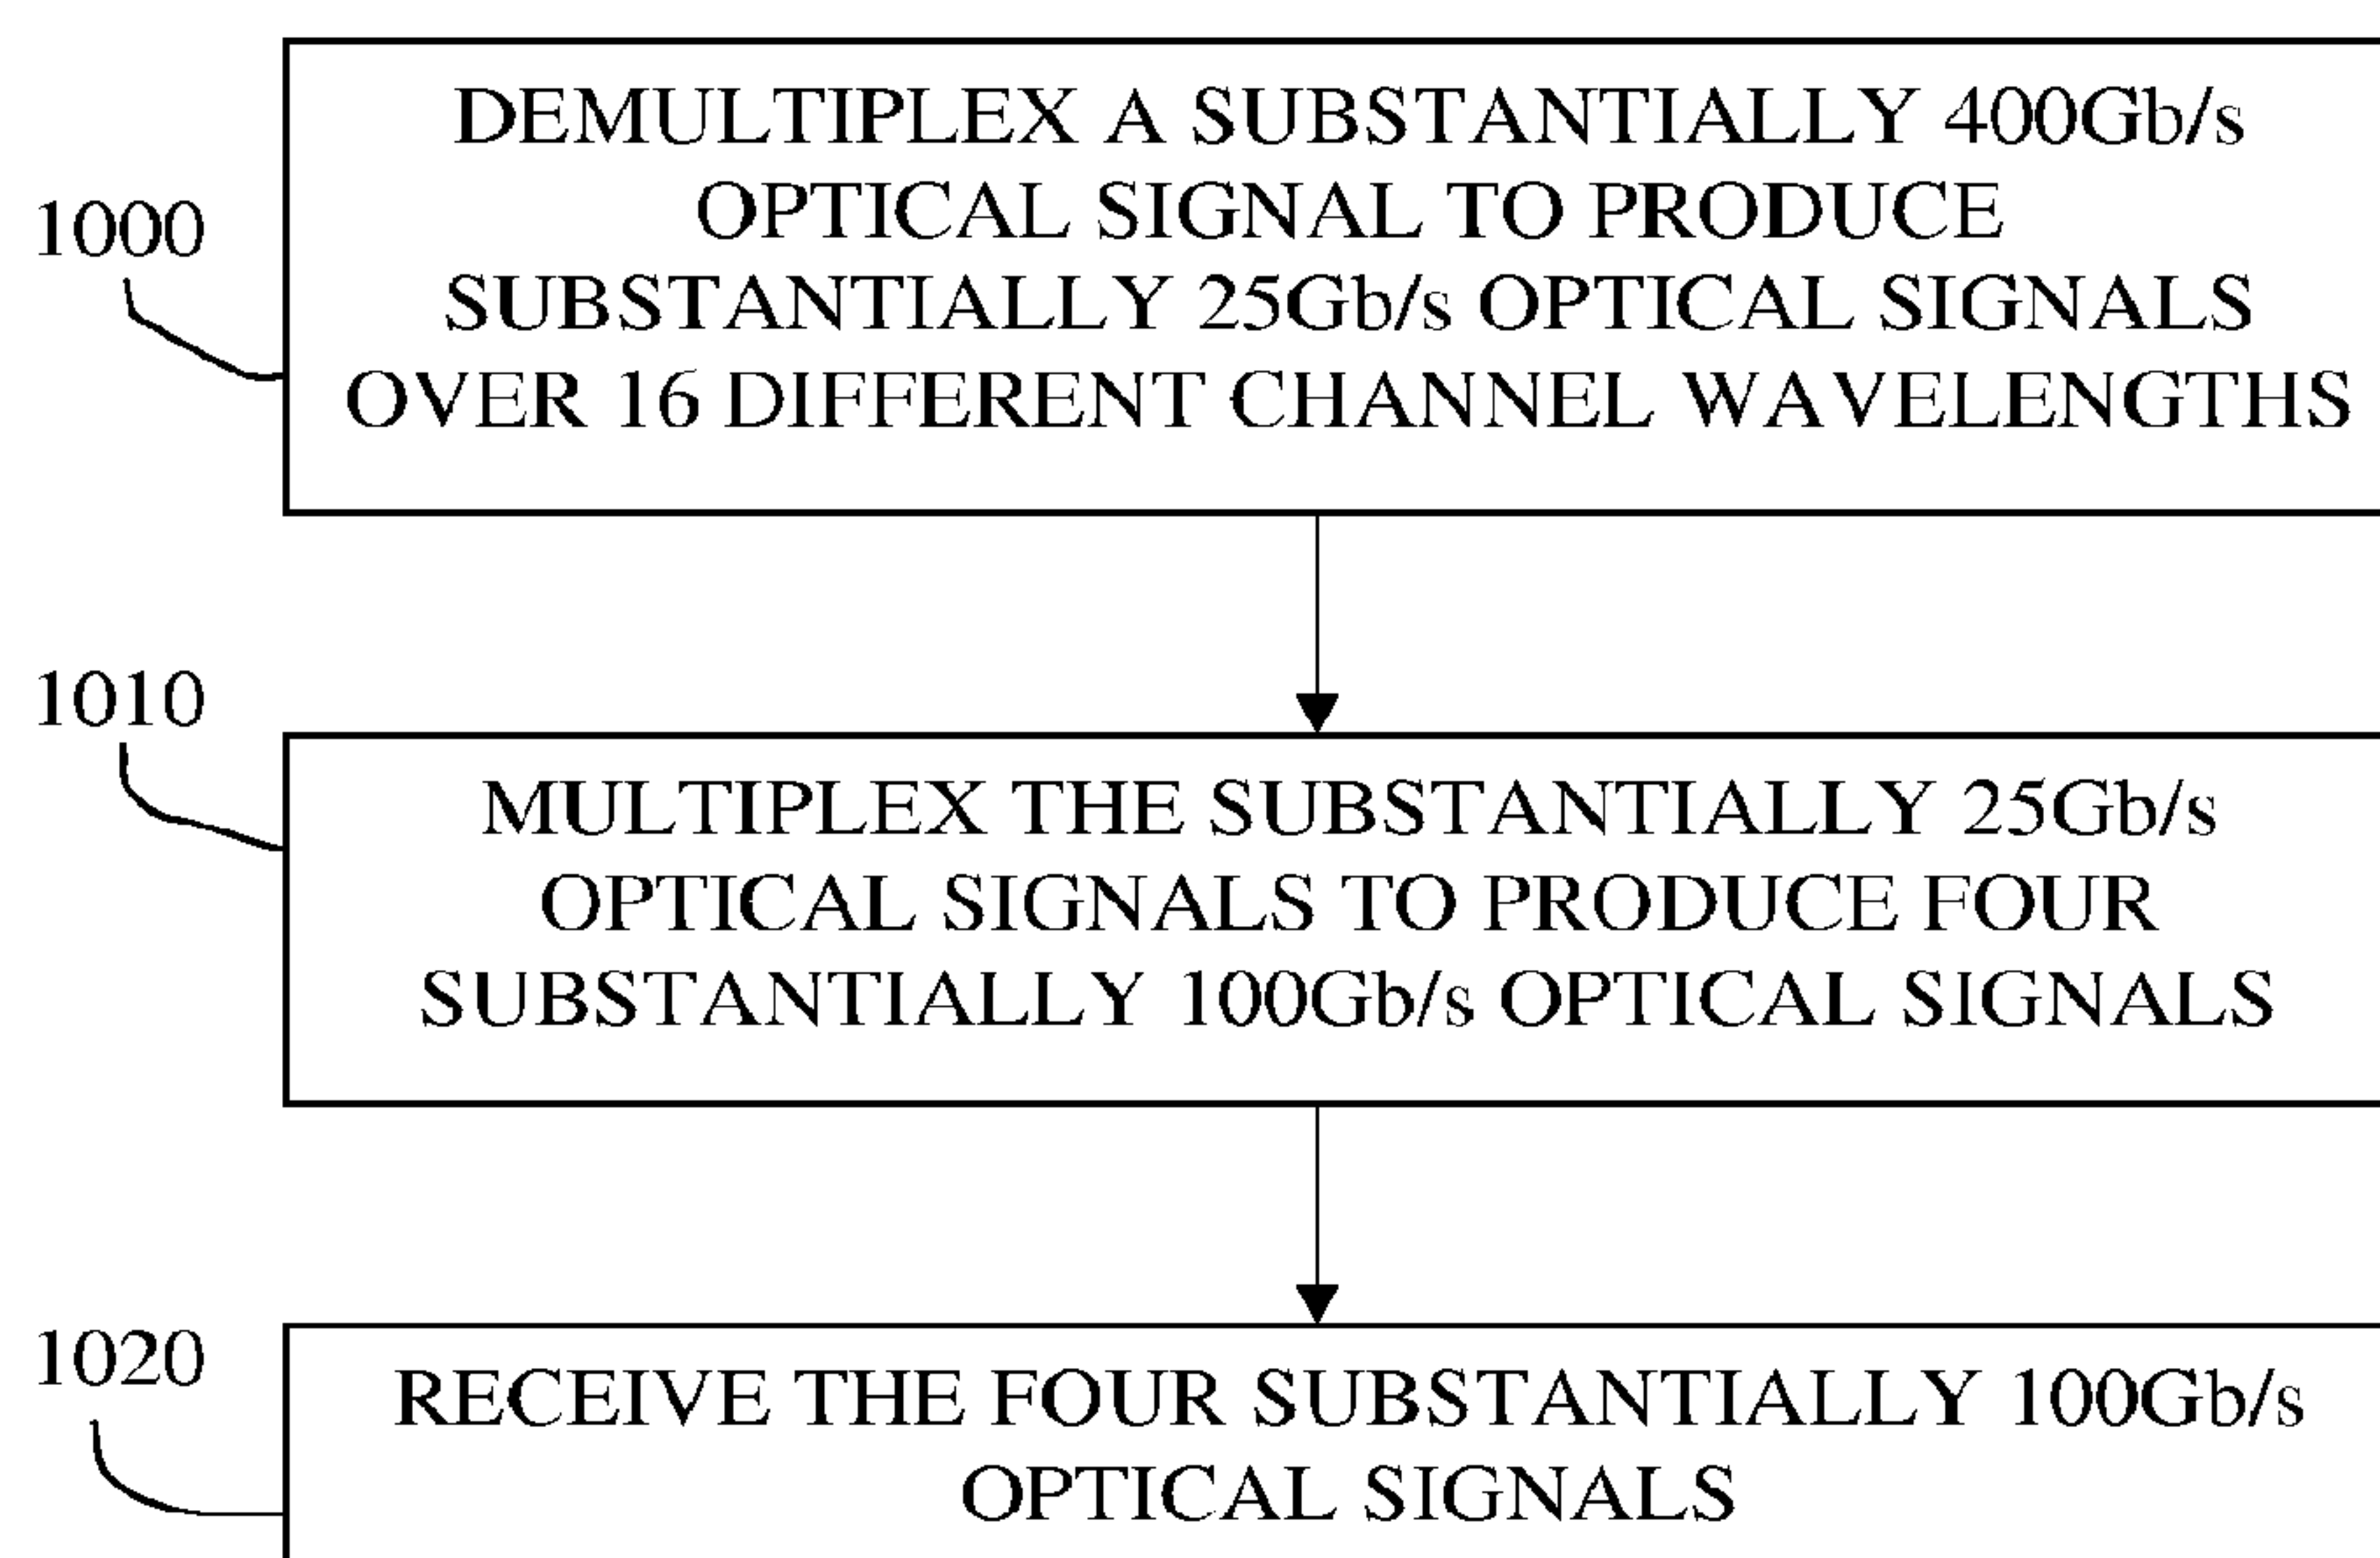 DEMULTIPLEX A SUBSTANTIALLY 400Gb/s
OPTICAL SIGNAL TO PRODUCE
SUBSTANTIALLY 25Gb/s OPTICAL SIGNALS
OVER 16 DIFFERENT CHANNEL WAVELENGTHS
1000
1010
MULTIPLEX THE SUBSTANTIALLY 25Gb/s
OPTICAL SIGNALS TO PRODUCE FOUR
SUBSTANTIALLY 100Gb/s OPTICAL SIGNALS
1020
RECEIVE THE FOUR SUBSTANTIALLY 100Gb/s
OPTICAL SIGNALS